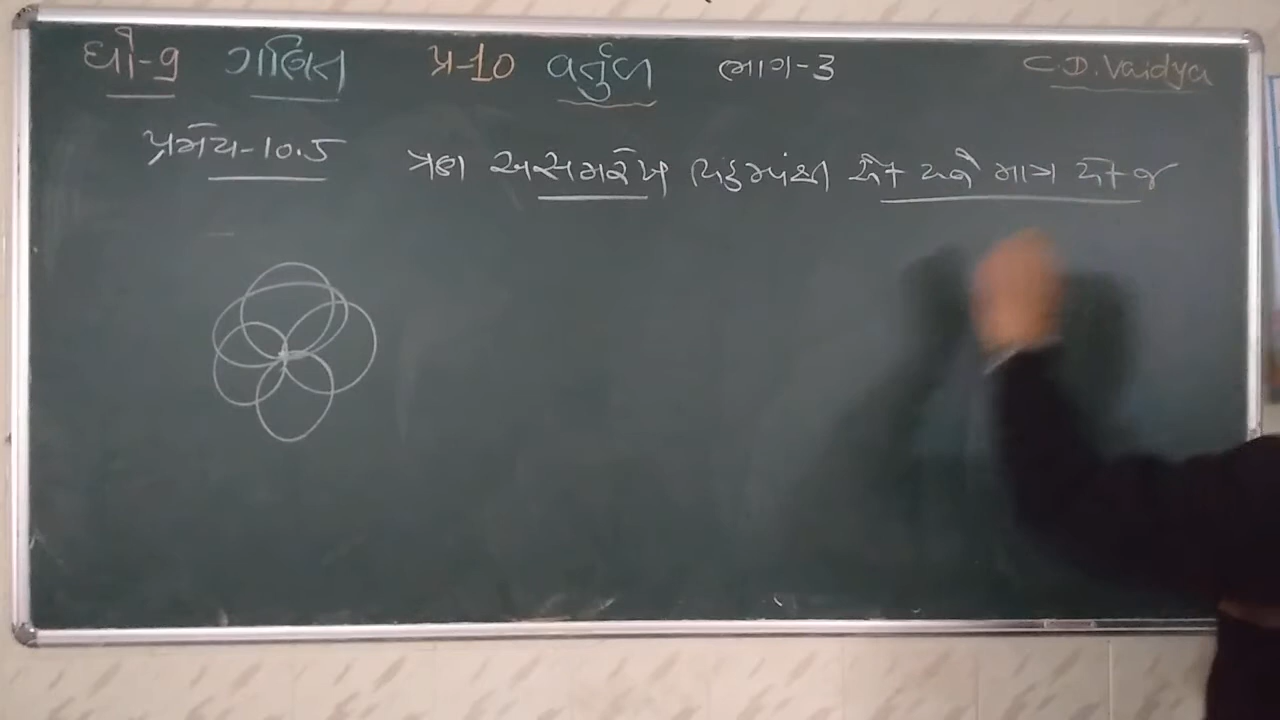 ધો-9 ગણિત પ્ર-10 વર્તુળ ભાગ-3 C.D. Vaidya
પ્રમેય-10.5 ત્રણ અસમરેખ બિંદુમાંથી એક અને માત્ર એક જ